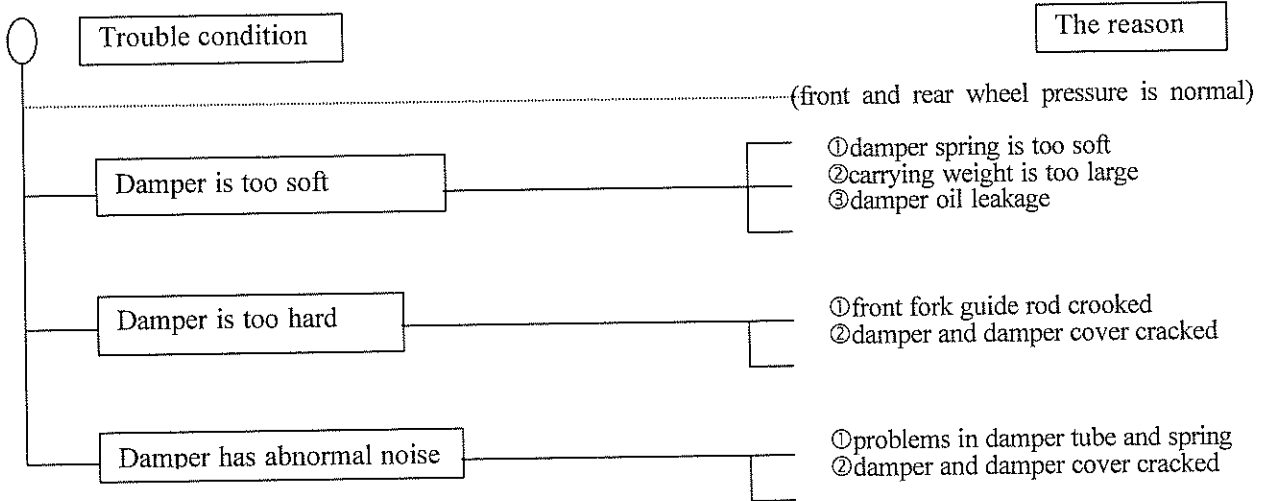 Trouble condition
The reason
(front and rear wheel pressure is normal)
Damper is too soft
①damper spring is too soft
②carrying weight is too large
③damper oil leakage
Damper is too hard
①front fork guide rod crooked
②damper and damper cover cracked
Damper has abnormal noise
①problems in damper tube and spring
②damper and damper cover cracked